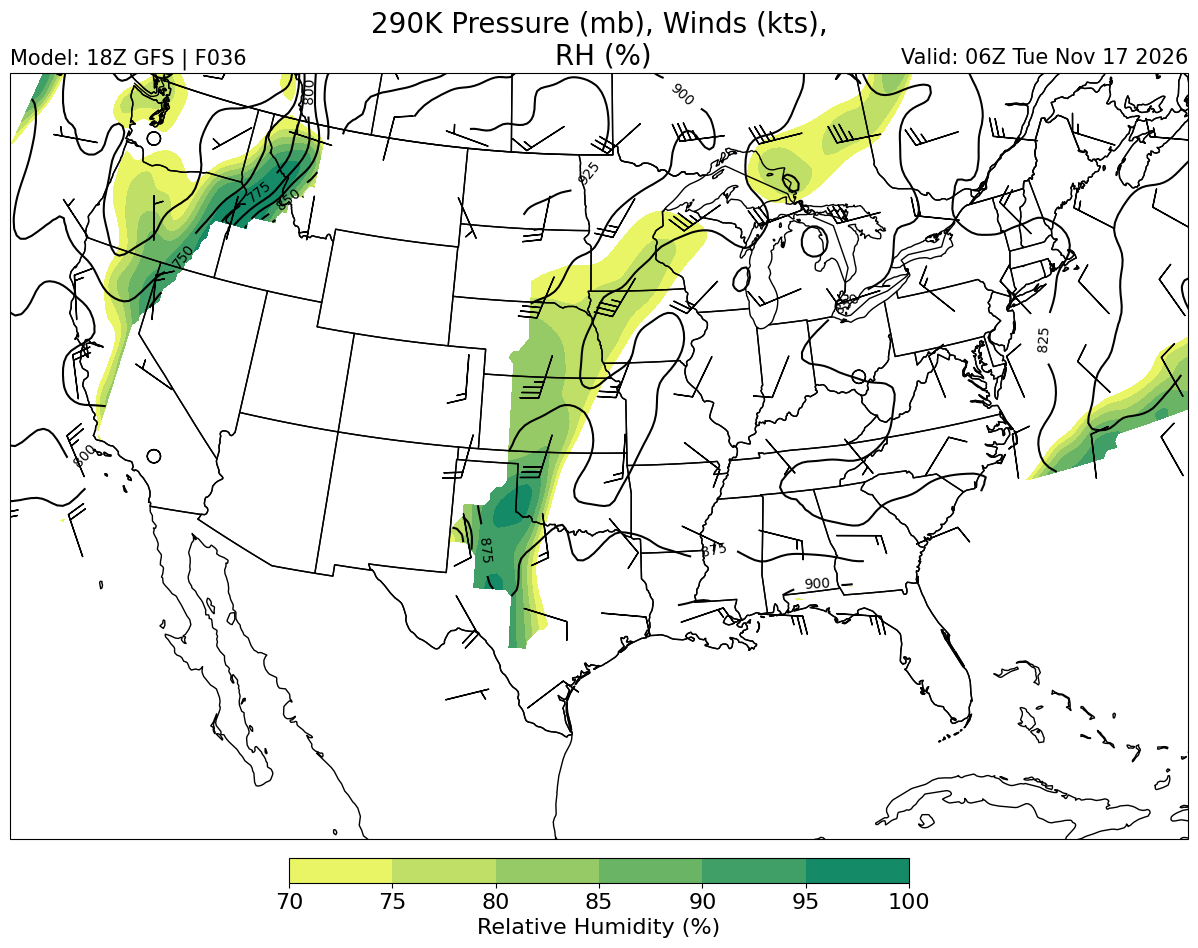 290K Pressure (mb), Winds (kts),
RH (%)
Model: 18Z GFS | F036
Valid: 06Z Tue Nov 17 2026
800
900
925
775
850
750
825
800
875
875
900
70 75 80 85 90 95 100
Relative Humidity (%)